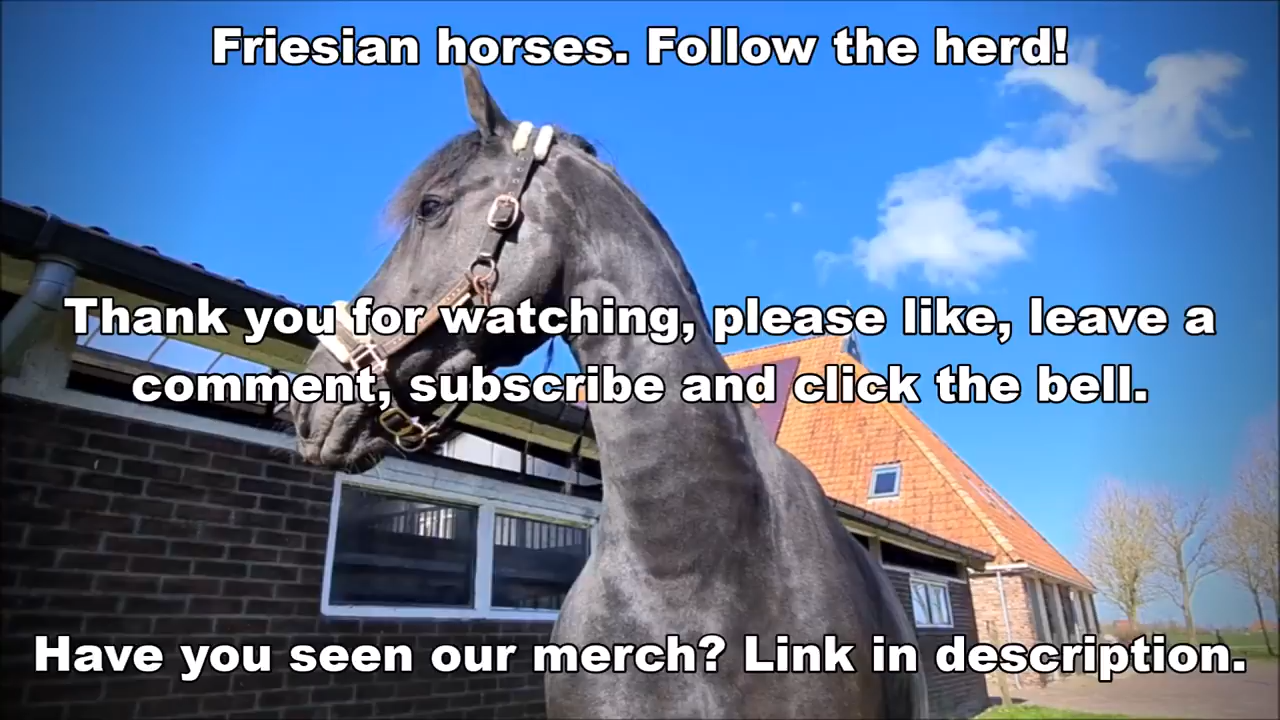 Friesian horses. Follow the herd!
Thank you for watching, please like, leave a
comment, subscribe and click the bell.
Have you seen our merch? Link in description.